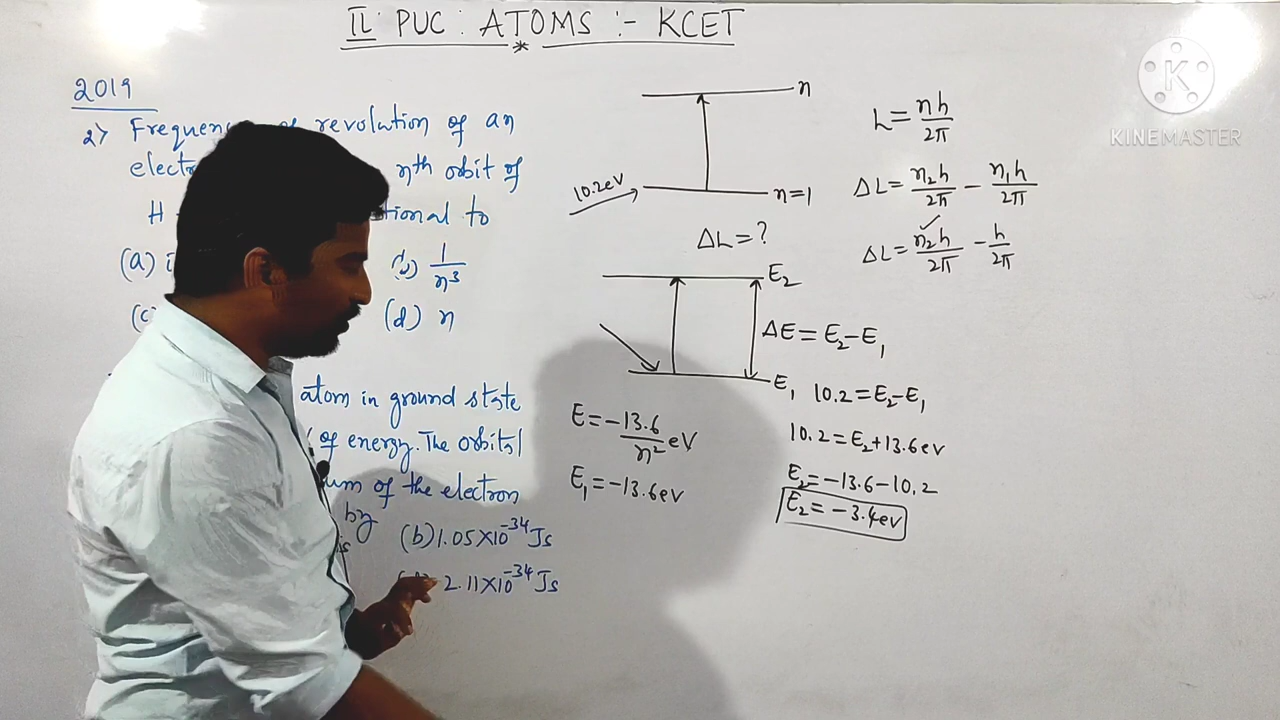 II PUC : ATOMS :- KCET
2019
2> of revolution of an
nth orbit of
H to
(a) (b) 1/n³
(d) n
atom in ground state
of energy. The orbital
of the electron
by
(b) 1.05×10⁻³⁴ Js
2.11×10⁻³⁴ Js
n
10.2eV
n=1
ΔL=?
E₂
ΔE=E₂-E₁
E₁
E=-13.6/n² eV
E₁=-13.6eV
L=nh/2π
ΔL=n₂h/2π - n₁h/2π
ΔL=n₂h/2π - h/2π
10.2=E₂-E₁
10.2=E₂+13.6eV
E₂=-13.6-10.2
E₂=-3.4eV
K
KINEMASTER